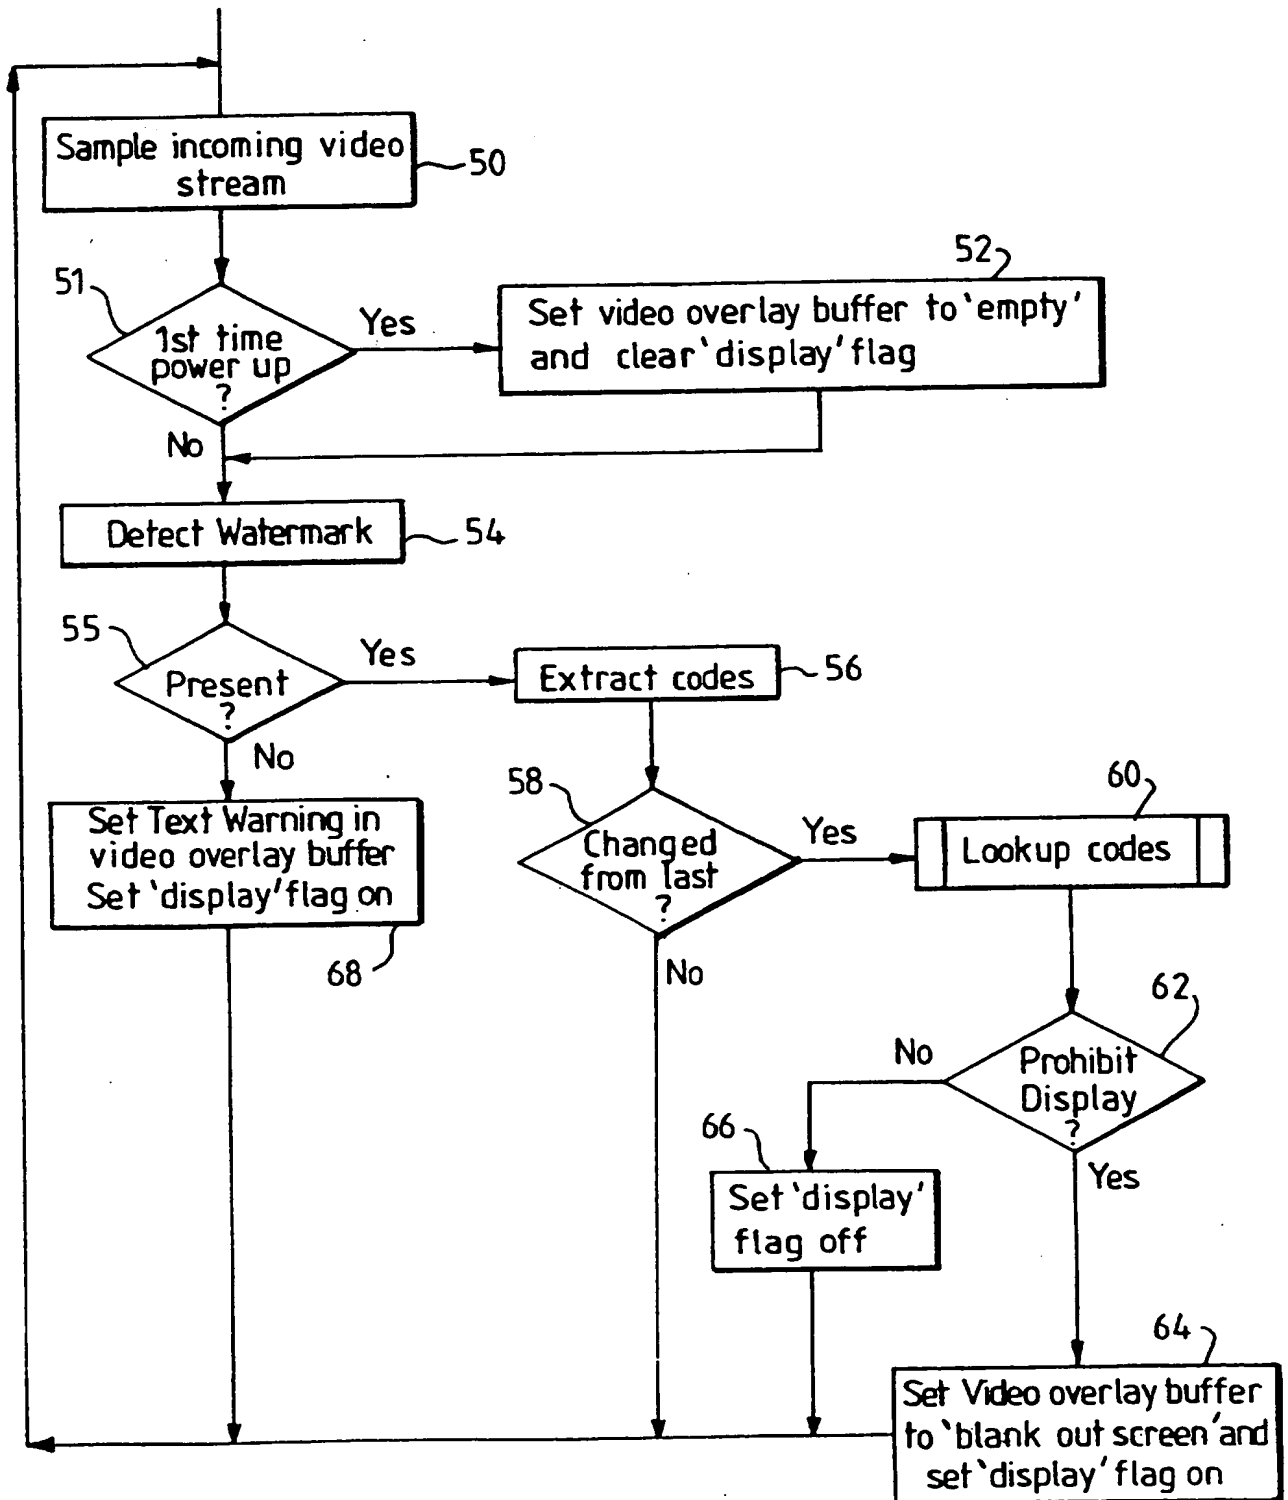 Sample incoming video
stream
50
51
1st time
power up
?
Yes
No
52
Set video overlay buffer to 'empty'
and clear 'display' flag
Detect Watermark
54
55
Present
?
Yes
No
Extract codes
56
58
Changed
from last
?
Yes
No
60
Lookup codes
62
Prohibit
Display
?
No
Yes
66
Set 'display'
flag off
64
Set Video overlay buffer
to 'blank out screen' and
set 'display' flag on
Set Text Warning in
video overlay buffer
Set 'display' flag on
68